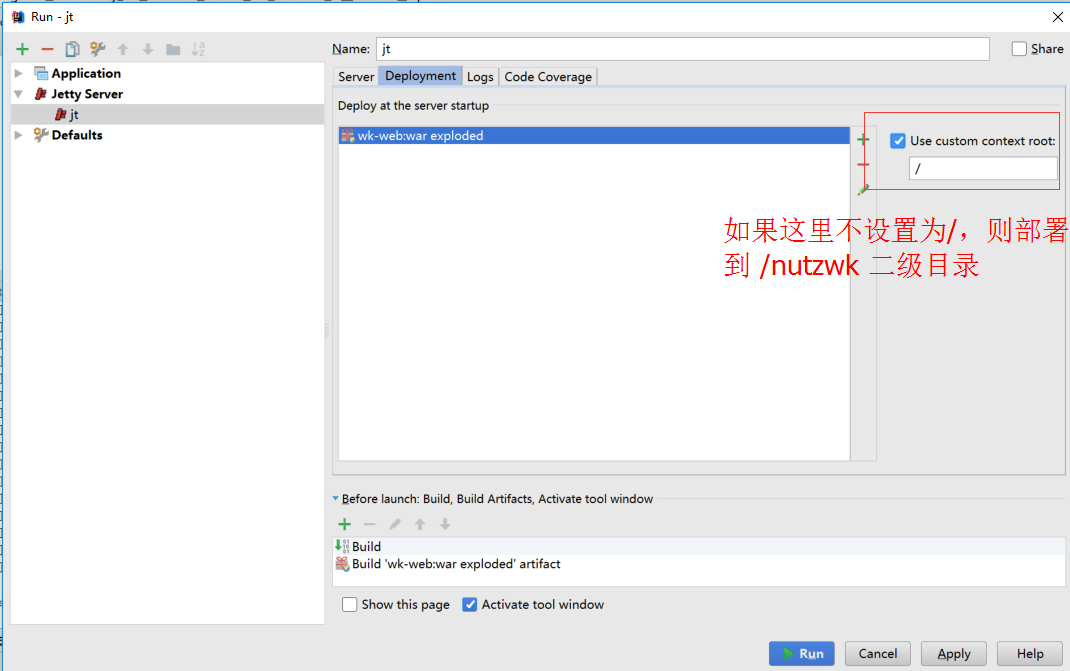 Run - jt
Name: jt
Share
Application
Jetty Server
jt
Defaults
Server Deployment Logs Code Coverage
Deploy at the server startup
wk-web:war exploded
Use custom context root:
/
如果这里不设置为/，则部署
到 /nutzwk 二级目录
Before launch: Build, Build Artifacts, Activate tool window
Build
Build 'wk-web:war exploded' artifact
Show this page Activate tool window
Run Cancel Apply Help